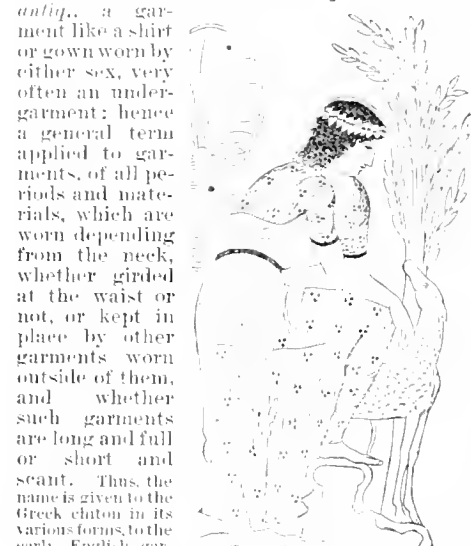 antiq., a gar-
ment like a shirt
or gown worn by
either sex, very
often an under-
garment: hence
a general term
applied to gar-
ments, of all pe-
riods and mate-
rials, which are
worn depending
from the neck,
whether girded
at the waist or
not, or kept in
place by other
garments worn
outside of them,
and whether
such garments
are long and full
or short and
scant. Thus, the
name is given to the
Greek chiton in its
various forms, to the
early English gar-